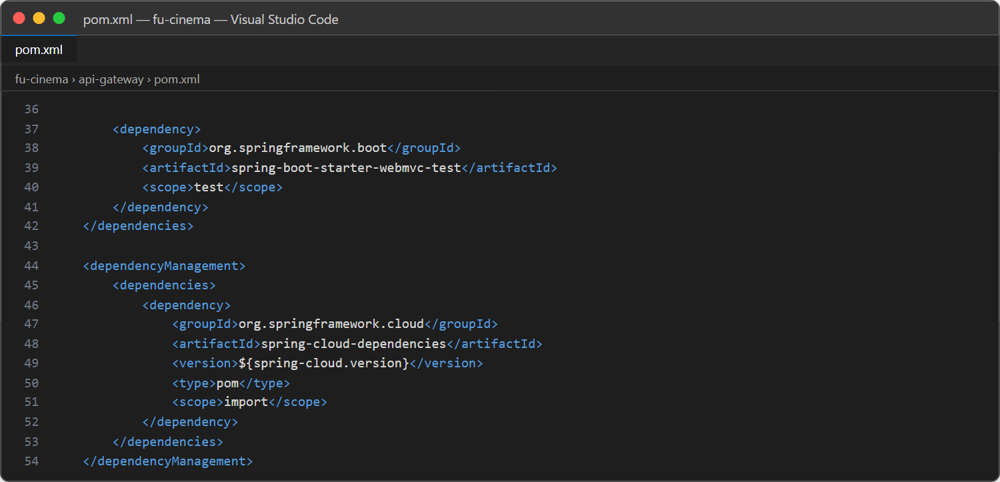 pom.xml — fu-cinema — Visual Studio Code
pom.xml
fu-cinema › api-gateway › pom.xml
36
37 <dependency>
38 <groupId>org.springframework.boot</groupId>
39 <artifactId>spring-boot-starter-webmvc-test</artifactId>
40 <scope>test</scope>
41 </dependency>
42 </dependencies>
43
44 <dependencyManagement>
45 <dependencies>
46 <dependency>
47 <groupId>org.springframework.cloud</groupId>
48 <artifactId>spring-cloud-dependencies</artifactId>
49 <version>${spring-cloud.version}</version>
50 <type>pom</type>
51 <scope>import</scope>
52 </dependency>
53 </dependencies>
54 </dependencyManagement>